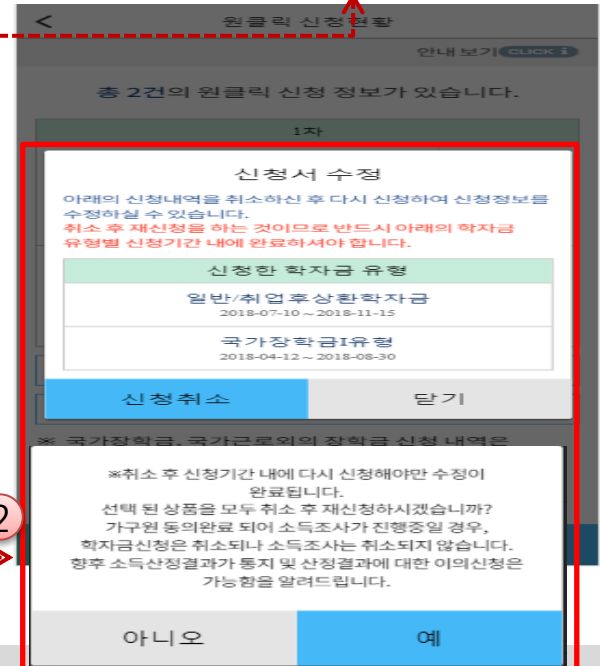 <
원클릭 신청현황
안내 보기 CLICK i
총 2건의 원클릭 신청 정보가 있습니다.
1차
신청서 수정
아래의 신청내역을 취소하신 후 다시 신청하여 신청정보를
수정하실 수 있습니다.
취소 후 재신청을 하는 것이므로 반드시 아래의 학자금
유형별 신청기간 내에 완료하셔야 합니다.
신청한 학자금 유형
일반/취업후상환학자금
2018-07-10 ~ 2018-11-15
국가장학금I유형
2018-04-12 ~ 2018-08-30
신청취소
닫기
※ 국가장학금, 국가근로외의 장학금 신청 내역은
※취소 후 신청기간 내에 다시 신청해야만 수정이
완료됩니다.
선택 된 상품을 모두 취소 후 재신청하시겠습니까?
가구원 동의완료 되어 소득조사가 진행중일 경우,
학자금신청은 취소되나 소득조사는 취소되지 않습니다.
향후 소득산정결과가 통지 및 산정결과에 대한 이의신청은
가능함을 알려드립니다.
2
아니오
예